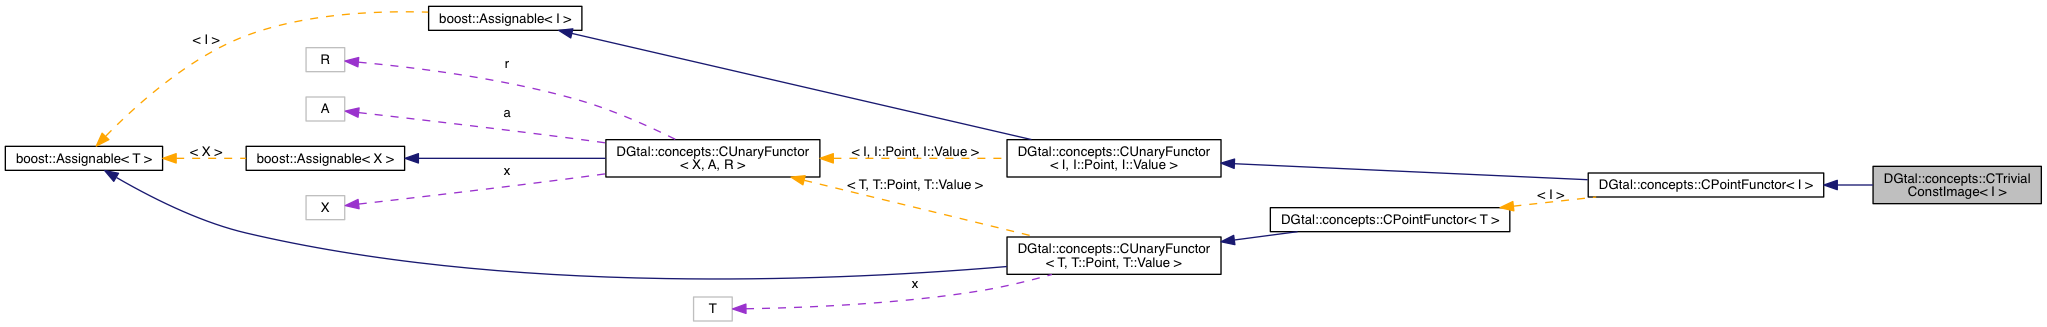 boost::Assignable< I >
< I >
R
r
A
a
boost::Assignable< T >
< X >
boost::Assignable< X >
DGtal::concepts::CUnaryFunctor
< X, A, R >
x
X
< I, I::Point, I::Value >
< T, T::Point, T::Value >
DGtal::concepts::CUnaryFunctor
< I, I::Point, I::Value >
DGtal::concepts::CPointFunctor< I >
DGtal::concepts::CTrivial
ConstImage< I >
< I >
DGtal::concepts::CPointFunctor< T >
DGtal::concepts::CUnaryFunctor
< T, T::Point, T::Value >
x
T